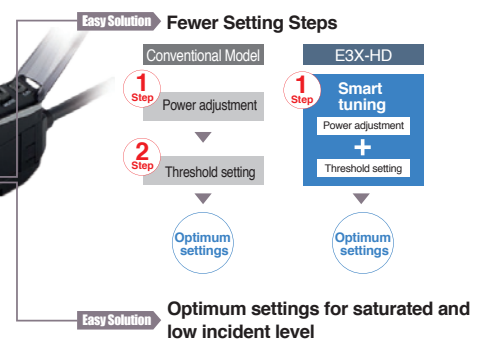 Easy Solution Fewer Setting Steps
Conventional Model
1
Step
Power adjustment
2
Step
Threshold setting
Optimum
settings
E3X-HD
1
Step
Smart
tuning
Power adjustment
+
Threshold setting
Optimum
settings
Easy Solution Optimum settings for saturated and
low incident level